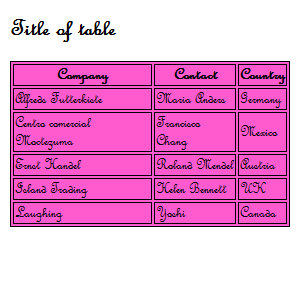 Title of table
Company Contact Country
Alfreds Futterkiste Maria Anders Germany
Centro comercial Moctezuma Francisco Chang Mexico
Ernst Handel Roland Mendel Austria
Island Trading Helen Bennett UK
Laughing Yoshi Canada